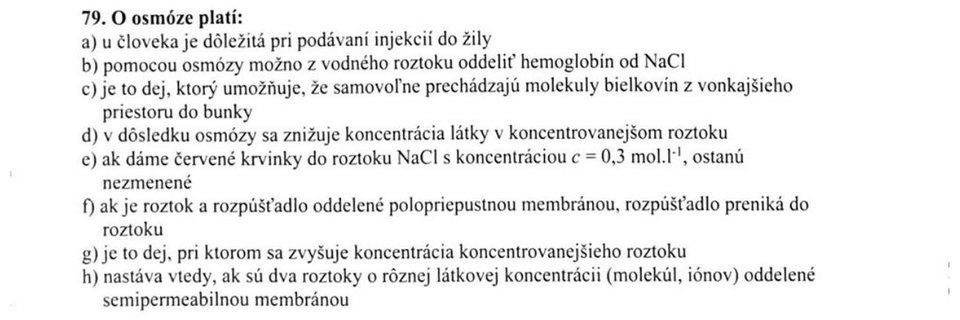 79. O osmóze platí:
a) u človeka je dôležitá pri podávaní injekcií do žily
b) pomocou osmózy možno z vodného roztoku oddeliť hemoglobín od NaCl
c) je to dej, ktorý umožňuje, že samovoľne prechádzajú molekuly bielkovín z vonkajšieho
priestoru do bunky
d) v dôsledku osmózy sa znižuje koncentrácia látky v koncentrovanejšom roztoku
e) ak dáme červené krvinky do roztoku NaCl s koncentráciou c = 0,3 mol.l⁻¹, ostanú
nezmenené
f) ak je roztok a rozpúšťadlo oddelené polopriepustnou membránou, rozpúšťadlo preniká do
roztoku
g) je to dej, pri ktorom sa zvyšuje koncentrácia koncentrovanejšieho roztoku
h) nastáva vtedy, ak sú dva roztoky o rôznej látkovej koncentrácii (molekúl, iónov) oddelené
semipermeabilnou membránou